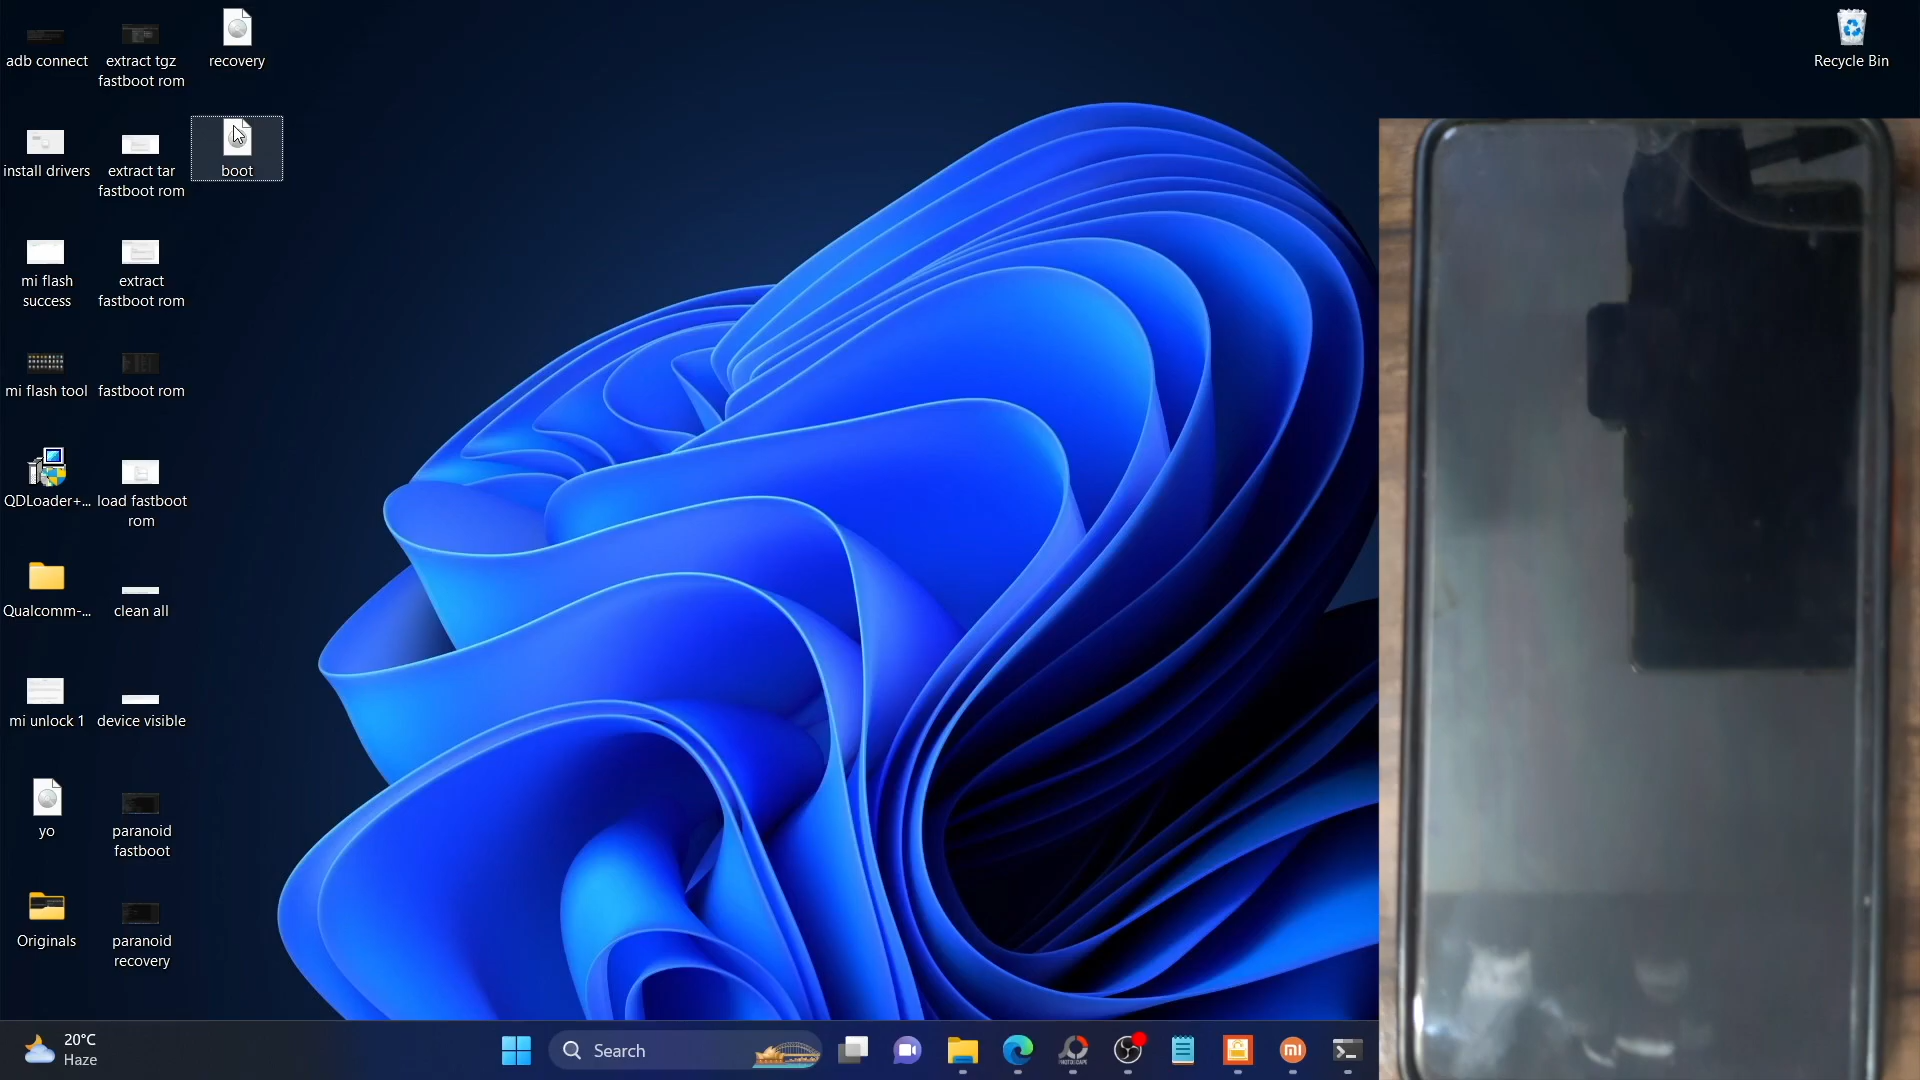 adb connect
extract tgz
fastboot rom
recovery
Recycle Bin
install drivers
extract tar
fastboot rom
boot
mi flash
success
extract
fastboot rom
mi flash tool
fastboot rom
QDLoader+...
load fastboot
rom
Qualcomm-...
clean all
mi unlock 1
device visible
yo
paranoid
fastboot
Originals
paranoid
recovery
20°C
Haze
Search
mi